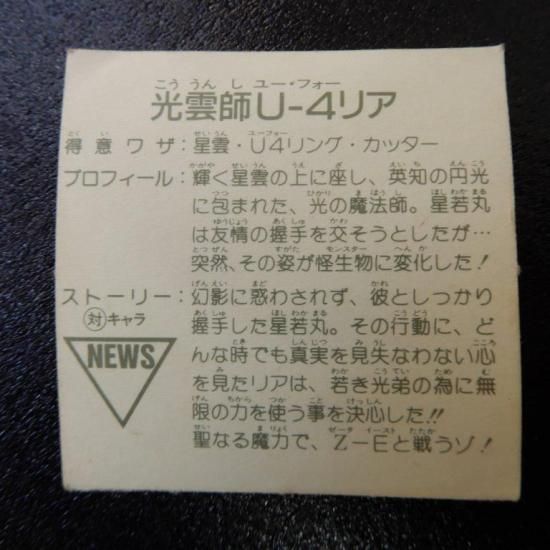 光雲師U-4リア
得意ワザ：星雲・U4リング・カッター
プロフィール：輝く星雲の上に座し、英知の円光
に包まれた、光の魔法師。星若丸
は友情の握手を交そうとしたが…
突然、その姿が怪生物に変化した！
ストーリー：幻影に惑わされず、彼としっかり
対キャラ
握手した星若丸。その行動に、ど
NEWS
んな時でも真実を見失なわない心
を見たリアは、若き光弟の為に無
限の力を使う事を決心した!!
聖なる魔力で、Z-Eと戦うゾ！